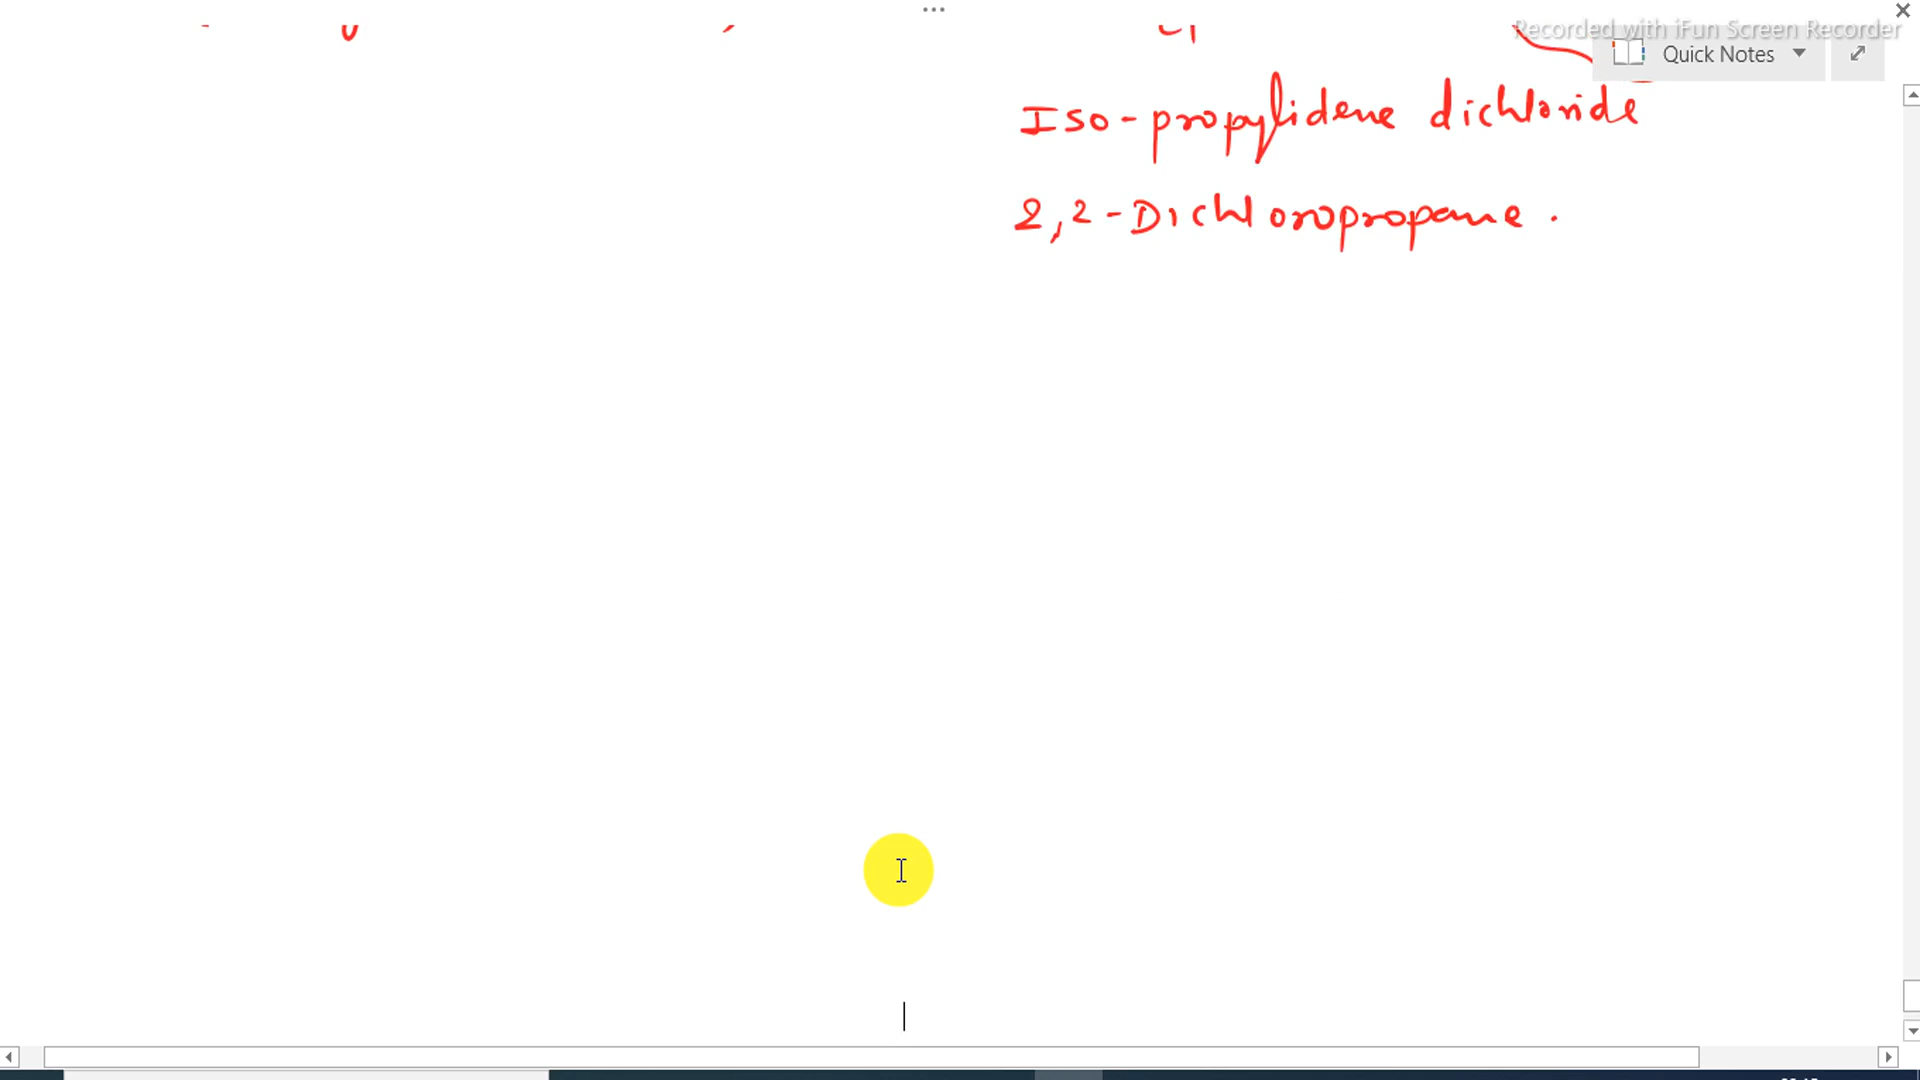 Recorded with iFun Screen Recorder
Quick Notes
Iso-propylidene dichloride
2,2-Dichloropropane.